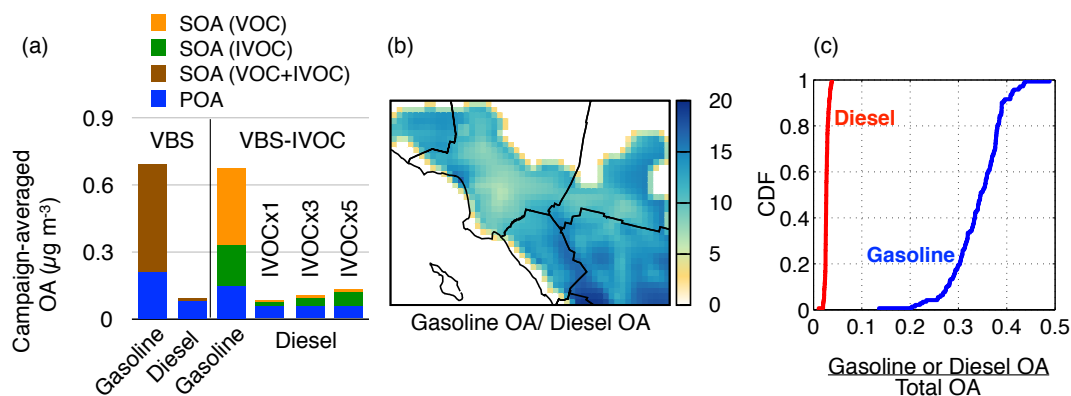 (a)
SOA (VOC)
SOA (IVOC)
SOA (VOC+IVOC)
POA
Campaign-averaged
OA (µg m⁻³)
0.9
0.6
0.3
0
VBS
VBS-IVOC
IVOCx1
IVOCx3
IVOCx5
Gasoline
Diesel
Gasoline
Diesel
(b)
20
15
10
5
0
Gasoline OA/ Diesel OA
(c)
CDF
1
0.8
0.6
0.4
0.2
0
Diesel
Gasoline
0 0.1 0.2 0.3 0.4 0.5
Gasoline or Diesel OA
Total OA